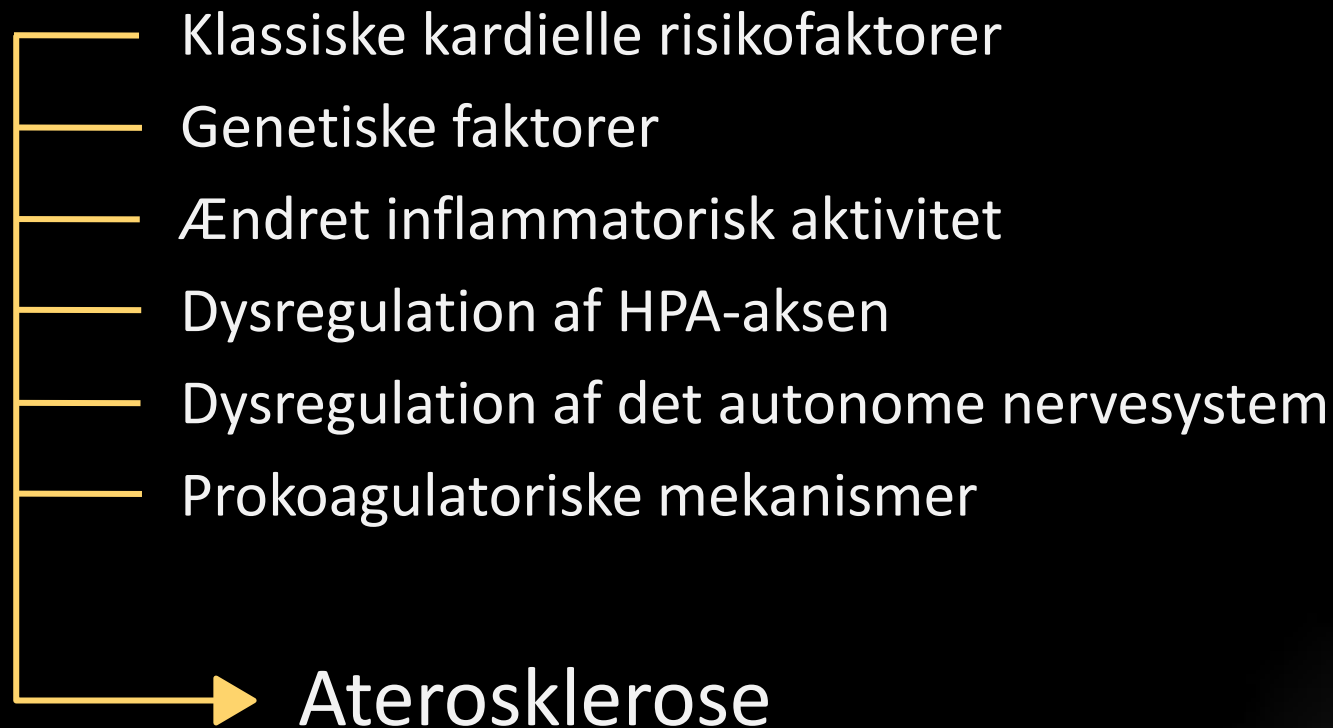 Klassiske kardielle risikofaktorer
Genetiske faktorer
Ændret inflammatorisk aktivitet
Dysregulation af HPA-aksen
Dysregulation af det autonome nervesystem
Prokoagulatoriske mekanismer
Aterosklerose